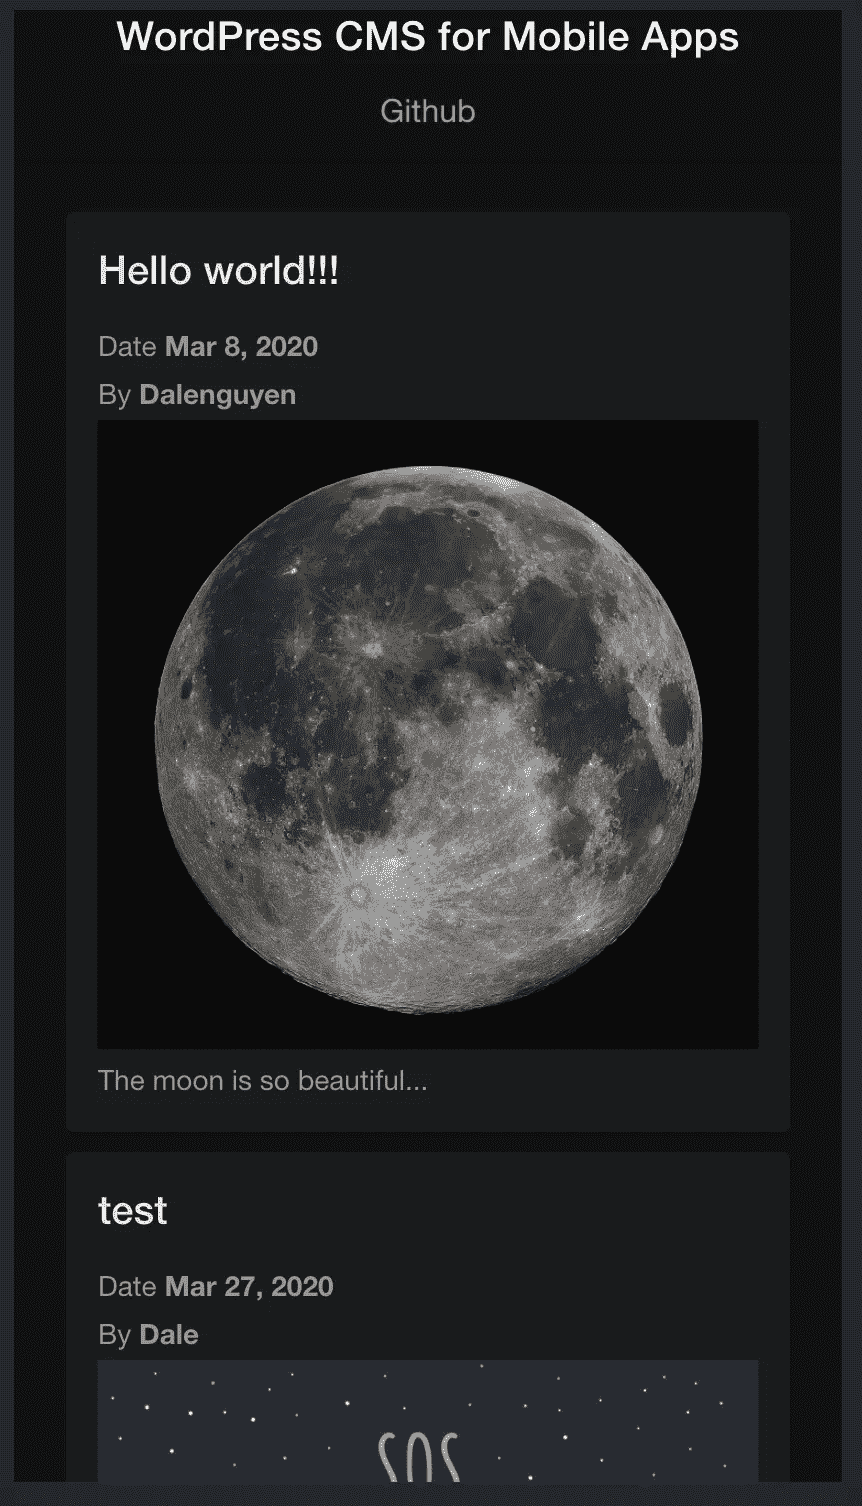 WordPress CMS for Mobile Apps
Github
Hello world!!!
Date Mar 8, 2020
By Dalenguyen
The moon is so beautiful...
test
Date Mar 27, 2020
By Dale